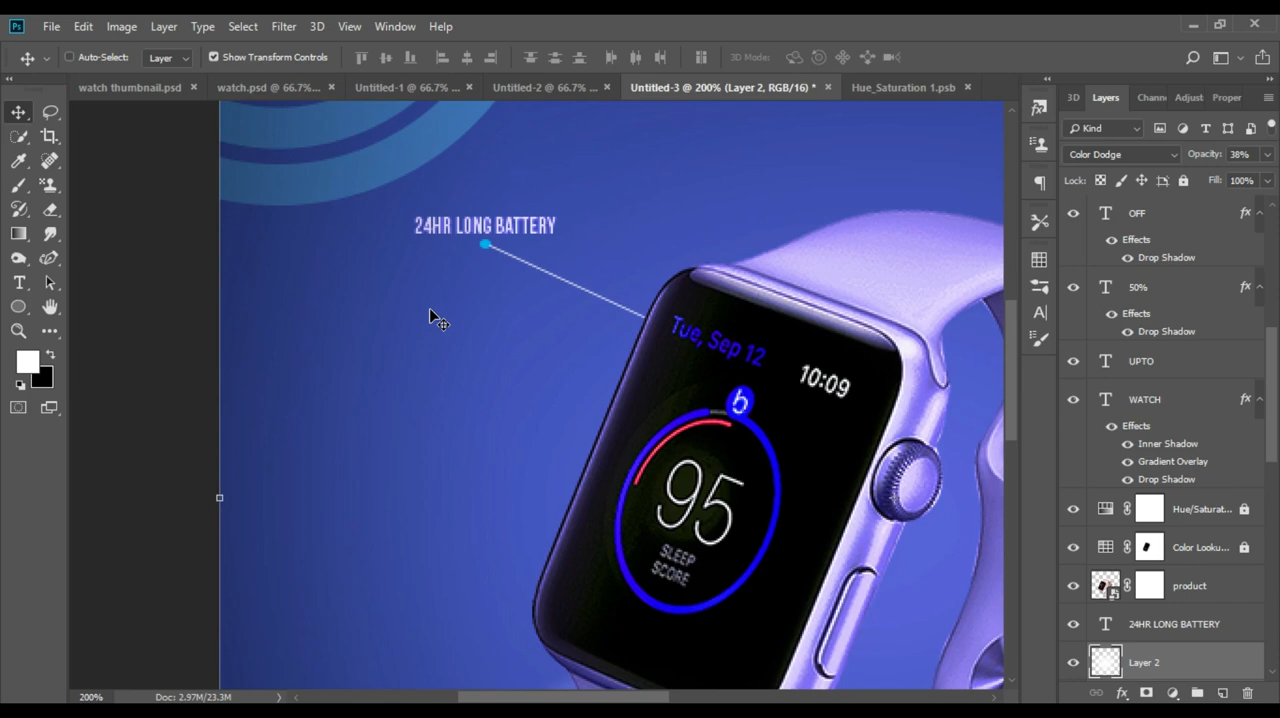 Ps File Edit Image Layer Type Select Filter 3D View Window Help
Auto-Select: Layer Show Transform Controls 3D Mode:
watch thumbnail.psd × watch.psd @ 66.7%... × Untitled-1 @ 66.7% ... × Untitled-2 @ 66.7% ... × Untitled-3 @ 200% (Layer 2, RGB/16) * × Hue_Saturation 1.psb ×
3D Layers Chann Adjust Proper
Kind
Color Dodge Opacity: 38%
Lock: Fill: 100%
OFF fx
Effects
Drop Shadow
50% fx
Effects
Drop Shadow
UPTO
WATCH fx
Effects
Inner Shadow
Gradient Overlay
Drop Shadow
Hue/Saturat...
Color Looku...
product
24HR LONG BATTERY
Layer 2
24HR LONG BATTERY
Tue, Sep 12
10:09
b
95
SLEEP
SCORE
200% Doc: 2.97M/23.3M